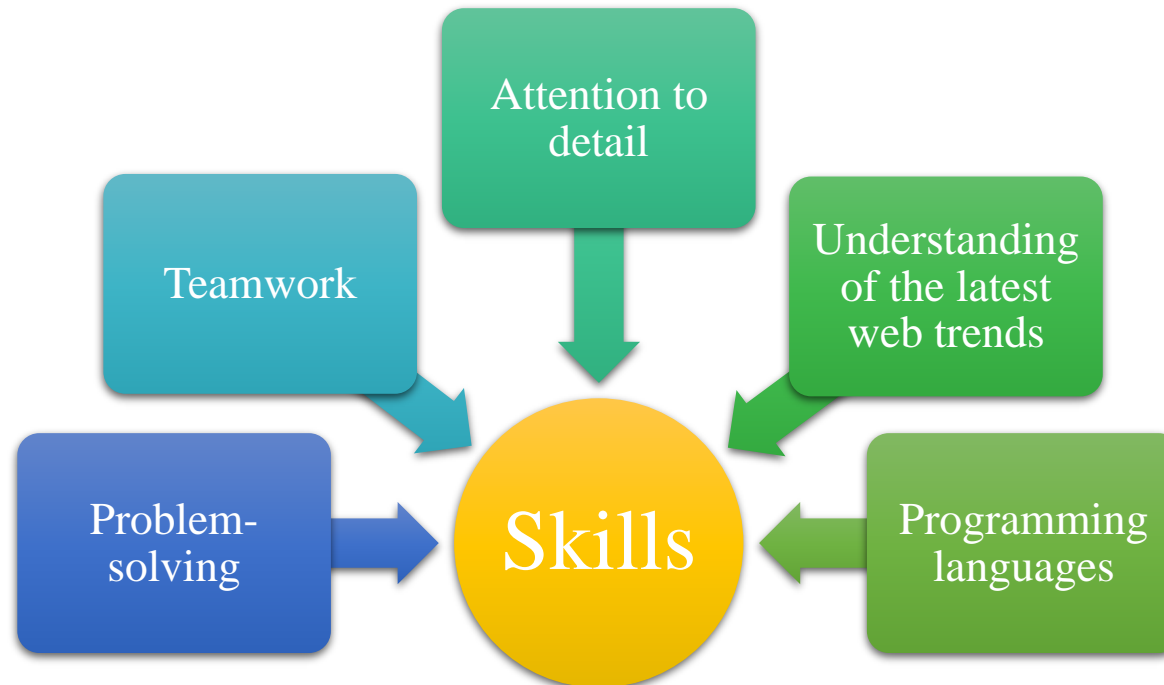 Attention to
detail
Teamwork
Understanding
of the latest
web trends
Problem-
solving
Skills
Programming
languages